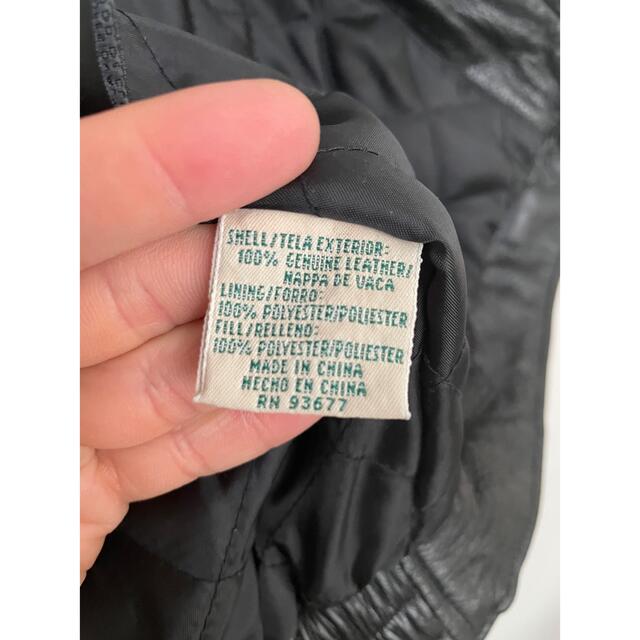 SHELL/TELA EXTERIOR:
100% GENUINE LEATHER/
NAPPA DE VACA
LINING/FORRO:
100% POLYESTER/POLIESTER
FILL/RELLENO:
100% POLYESTER/POLIESTER
MADE IN CHINA
HECHO EN CHINA
RN 93677